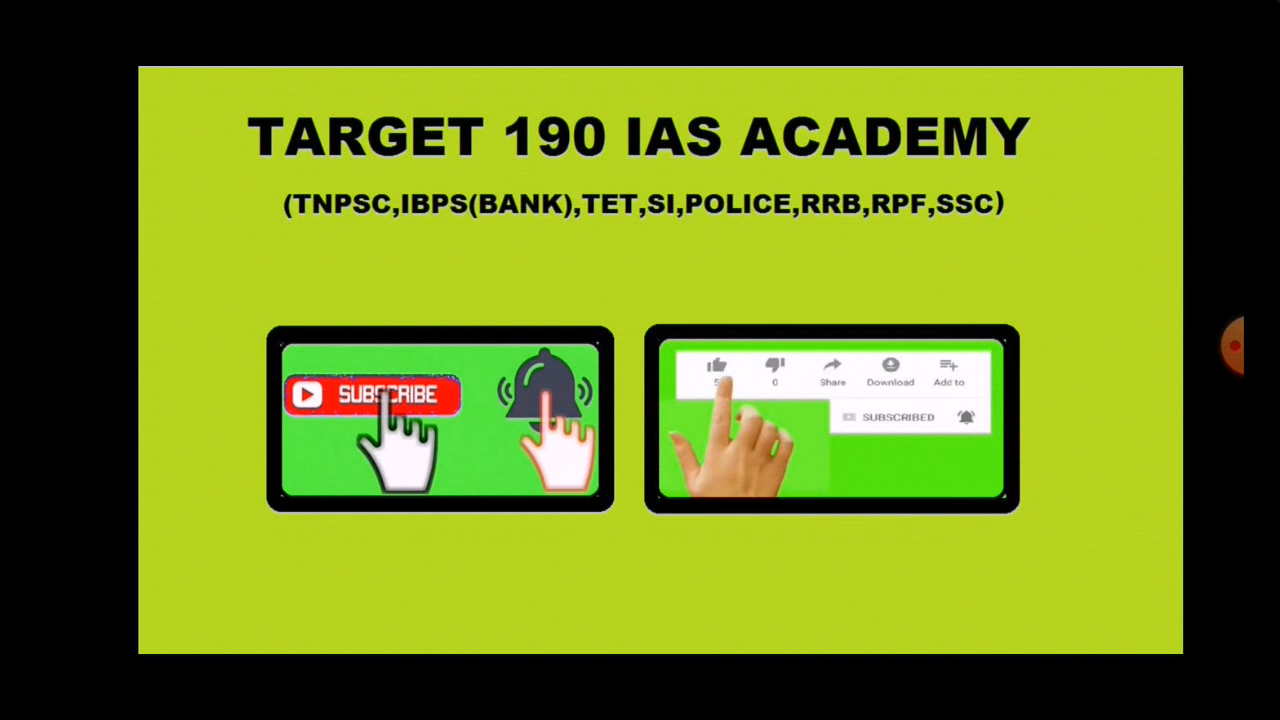 TARGET 190 IAS ACADEMY
(TNPSC,IBPS(BANK),TET,SI,POLICE,RRB,RPF,SSC)
SUBSCRIBE
0 Share Download Add to
SUBSCRIBED